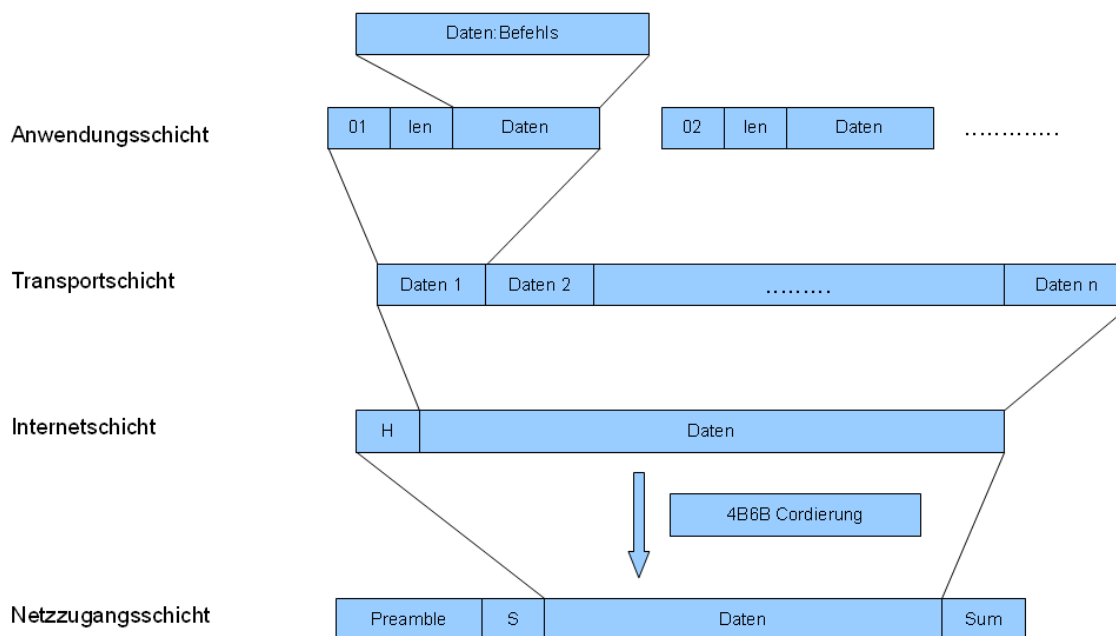 Daten:Befehls
Anwendungsschicht
01 len Daten 02 len Daten .............
Transportschicht
Daten 1 Daten 2 ......... Daten n
Internetschicht
H Daten
4B6B Cordierung
Netzzugangsschicht
Preamble S Daten Sum